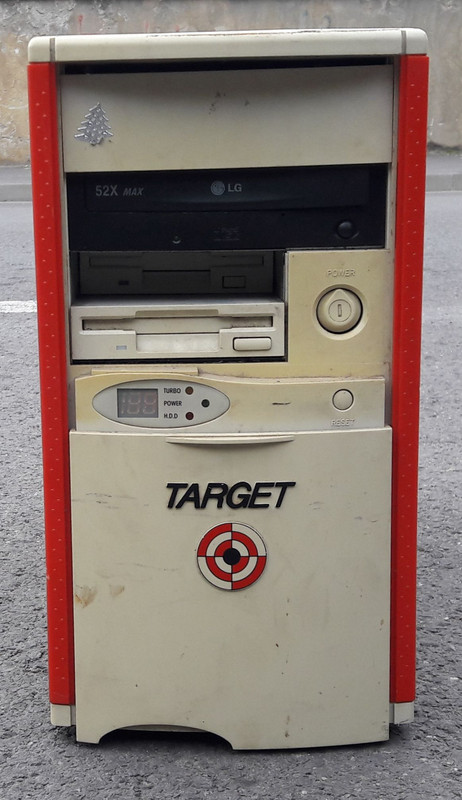 52X MAX
LG
POWER
TURBO
POWER
H.D.D
RESET
TARGET